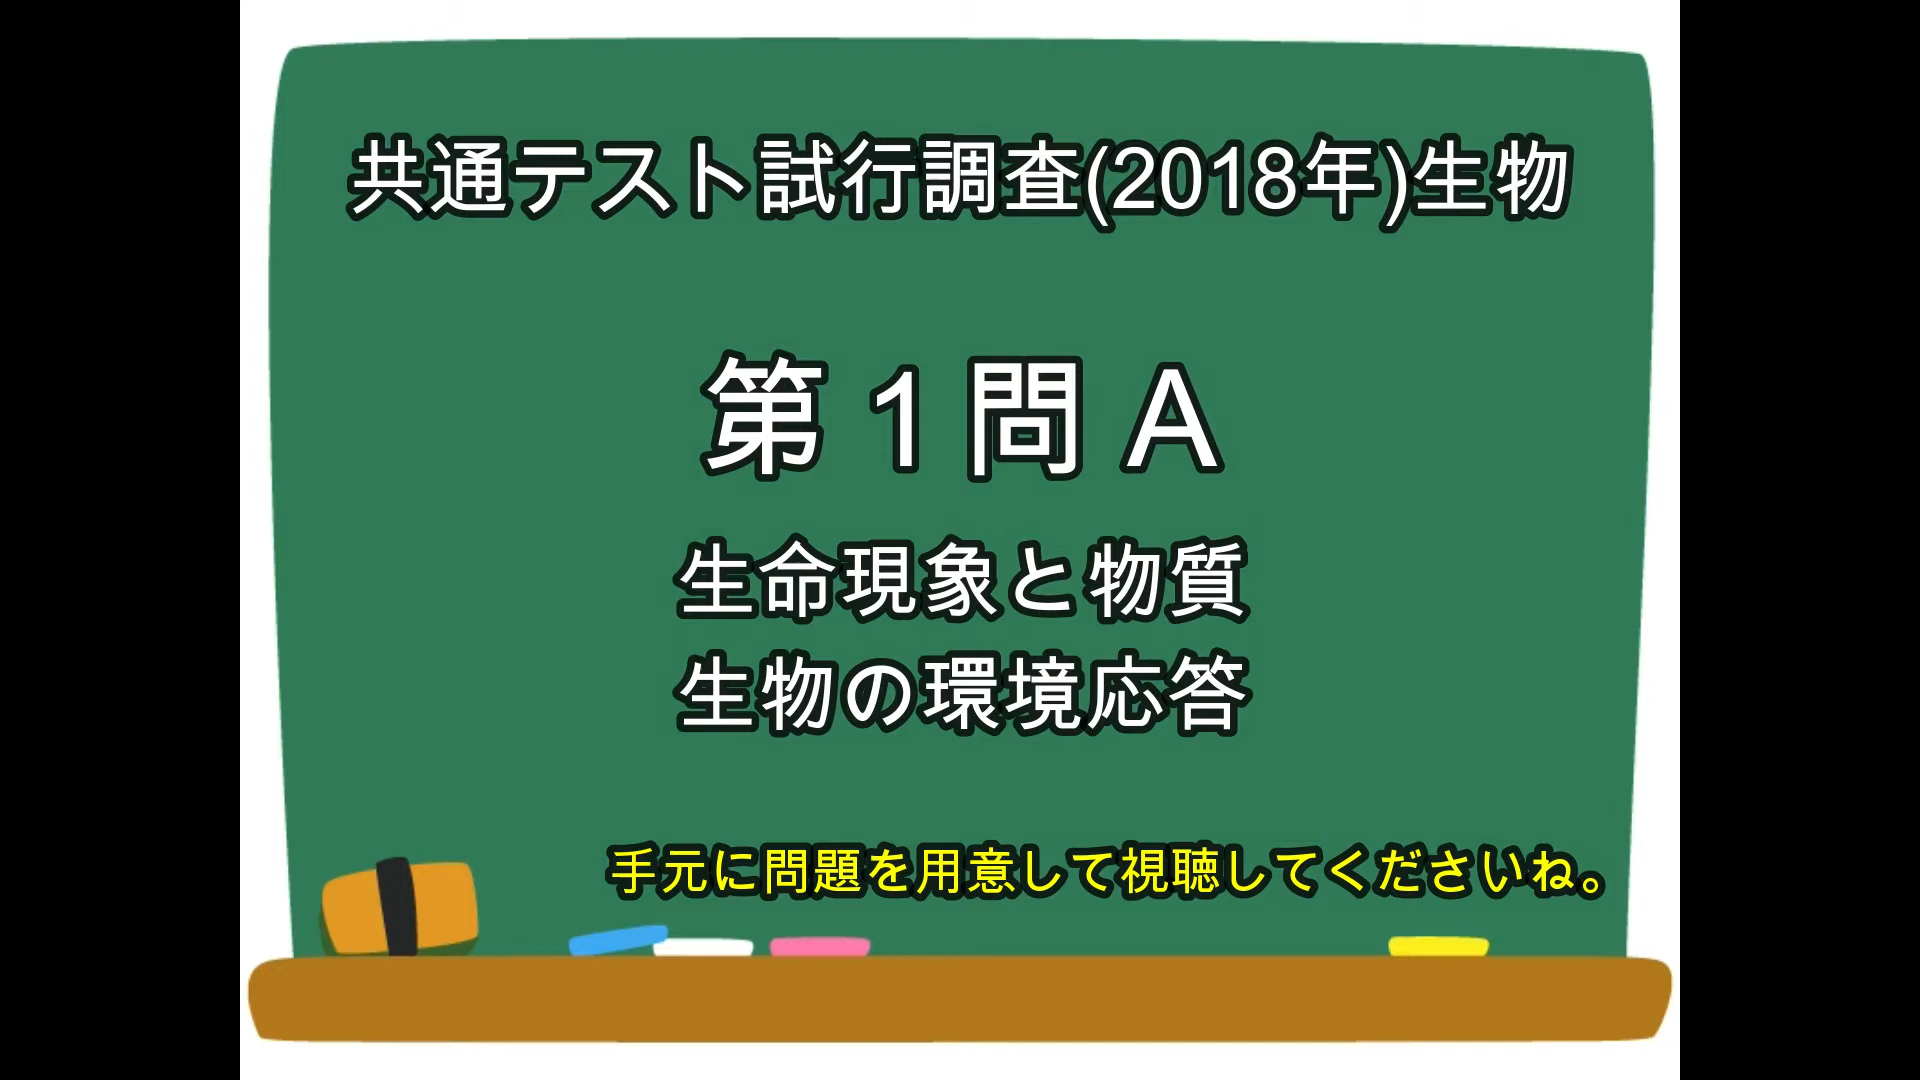 共通テスト試行調査(2018年)生物
第1問 A
生命現象と物質
生物の環境応答
手元に問題を用意して視聴してくださいね。